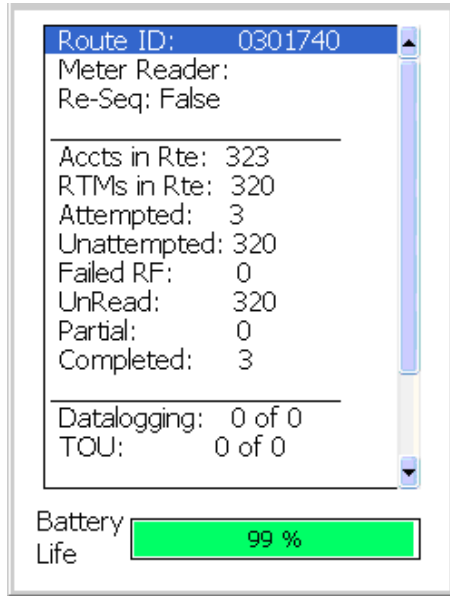 Route ID: 0301740
Meter Reader:
Re-Seq: False
Accts in Rte: 323
RTMs in Rte: 320
Attempted: 3
Unattempted: 320
Failed RF: 0
UnRead: 320
Partial: 0
Completed: 3
Datalogging: 0 of 0
TOU: 0 of 0
Battery Life
99 %